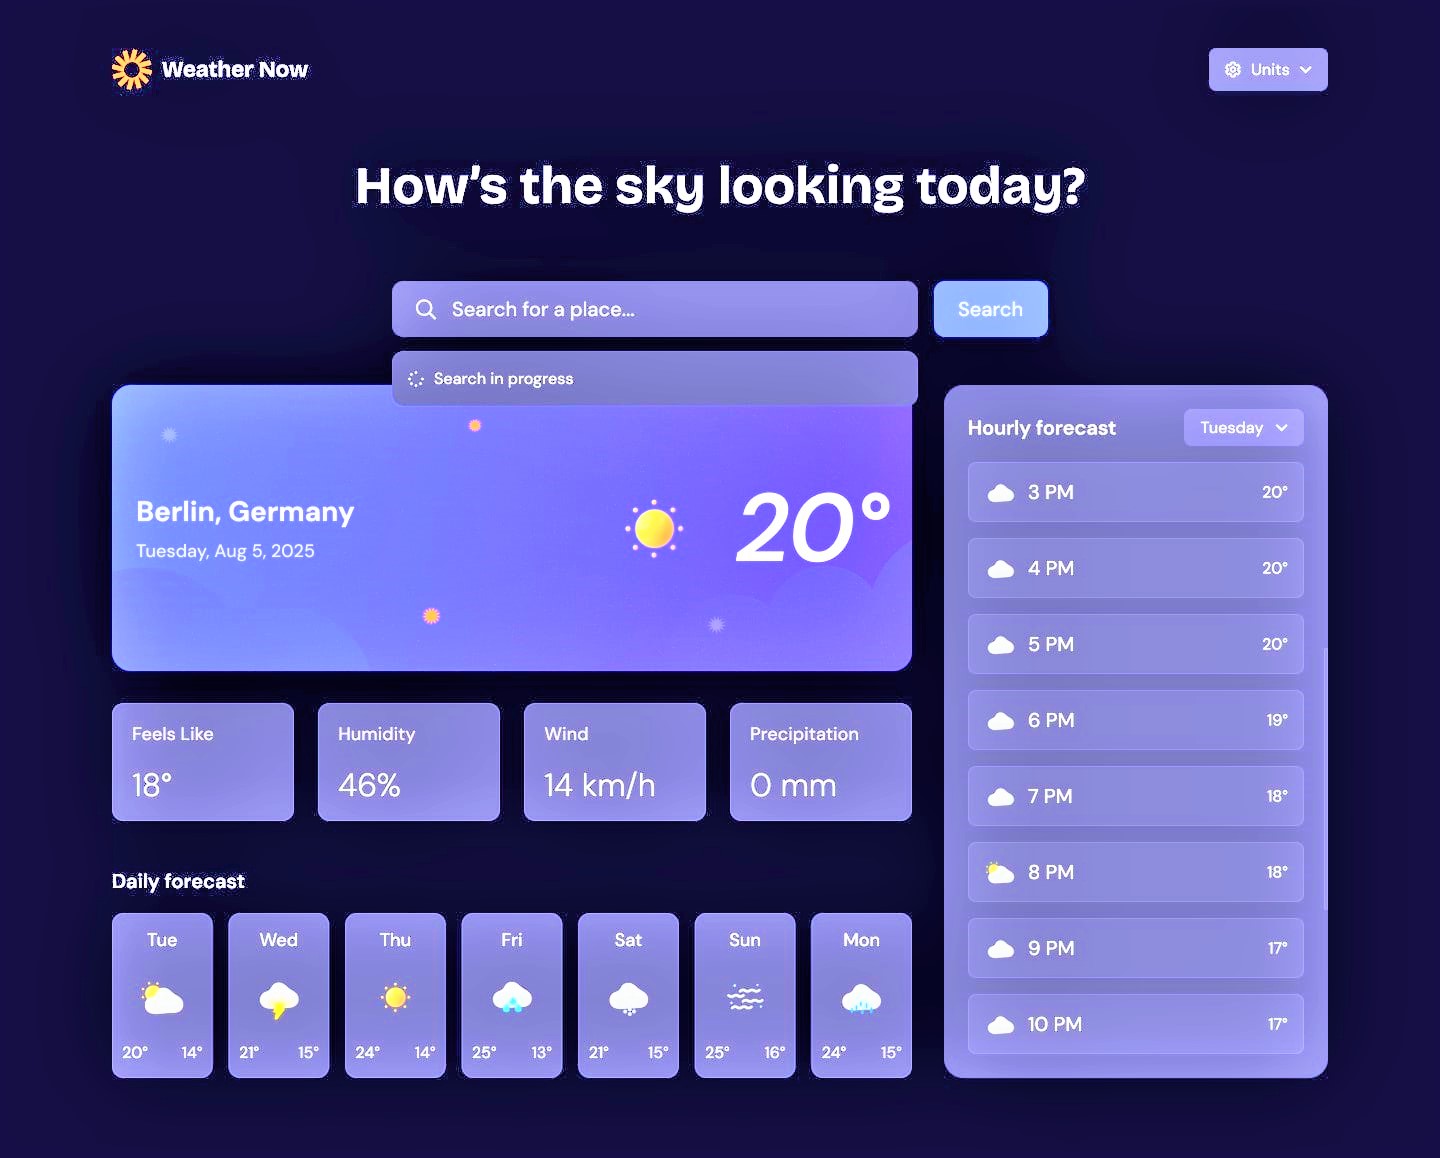 Weather Now
Units
How's the sky looking today?
Search for a place...
Search
Search in progress
Berlin, Germany
Tuesday, Aug 5, 2025
20°
Feels Like
18°
Humidity
46%
Wind
14 km/h
Precipitation
0 mm
Daily forecast
Tue
20° 14°
Wed
21° 15°
Thu
24° 14°
Fri
25° 13°
Sat
21° 15°
Sun
25° 16°
Mon
24° 15°
Hourly forecast
Tuesday
3 PM 20°
4 PM 20°
5 PM 20°
6 PM 19°
7 PM 18°
8 PM 18°
9 PM 17°
10 PM 17°